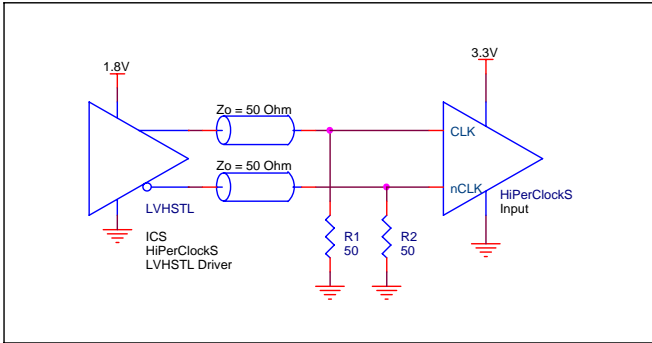 1.8V
3.3V
Zo = 50 Ohm
CLK
Zo = 50 Ohm
nCLK
HiPerClockS
Input
LVHSTL
ICS
HiPerClockS
LVHSTL Driver
R1
50
R2
50